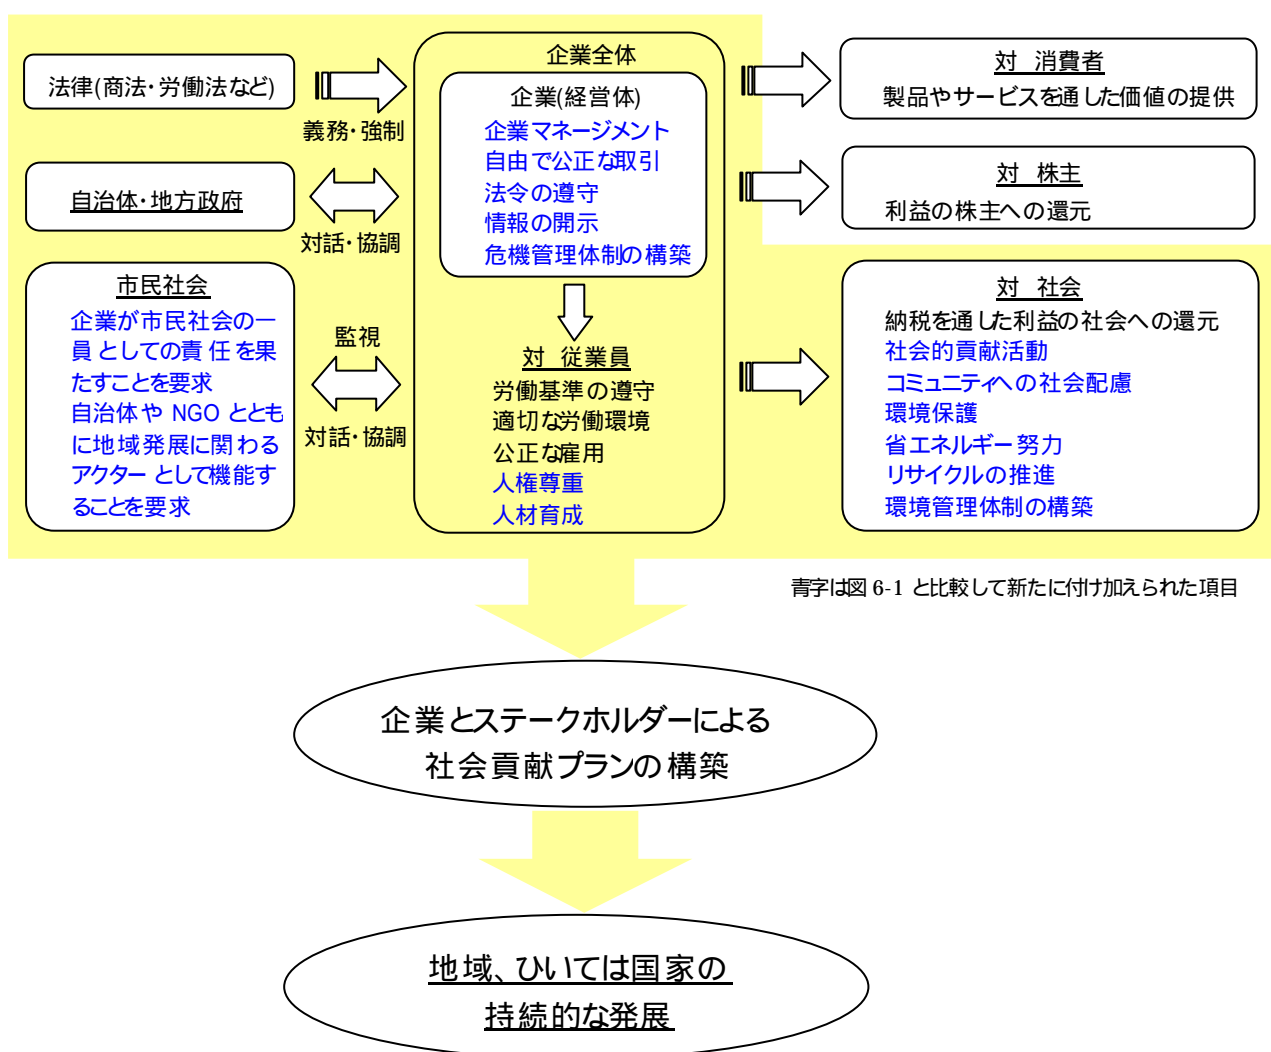 法律(商法・労働法など)
義務・強制
自治体・地方政府
対話・協調
市民社会
企業が市民社会の一
員としての責任を果
たすことを要求
自治体や NGO ととも
に地域発展に関わる
アクターとして機能す
ることを要求
監視
対話・協調
企業全体
企業(経営体)
企業マネージメント
自由で公正な取引
法令の遵守
情報の開示
危機管理体制の構築
対 従業員
労働基準の遵守
適切な労働環境
公正な雇用
人権尊重
人材育成
対 消費者
製品やサービスを通した価値の提供
対 株主
利益の株主への還元
対 社会
納税を通した利益の社会への還元
社会的貢献活動
コミュニティへの社会配慮
環境保護
省エネルギー努力
リサイクルの推進
環境管理体制の構築
青字は図 6-1 と比較して新たに付け加えられた項目
企業とステークホルダーによる
社会貢献プランの構築
地域、ひいては国家の
持続的な発展